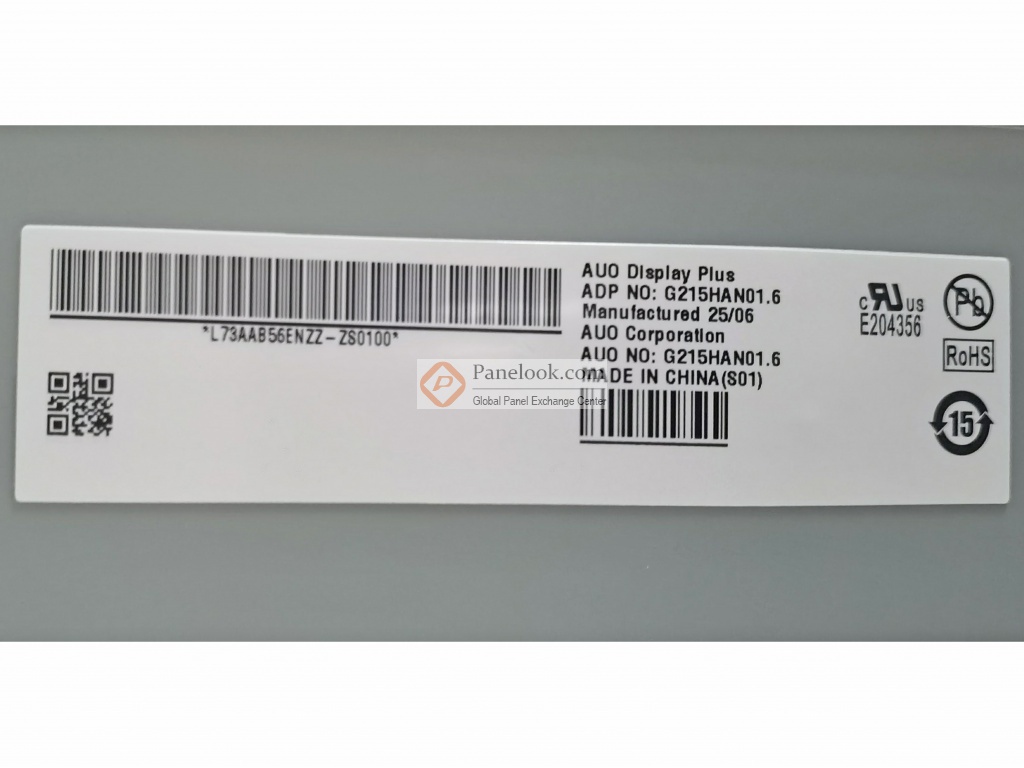 AUO Display Plus
ADP NO: G215HAN01.6
Manufactured 25/06
AUO Corporation
AUO NO: G215HAN01.6
MADE IN CHINA(S01)
*L73AAB56ENZZ-ZS0100*
c RU US
E204356
Pb
RoHS
15
Panelook.com
Global Panel Exchange Center